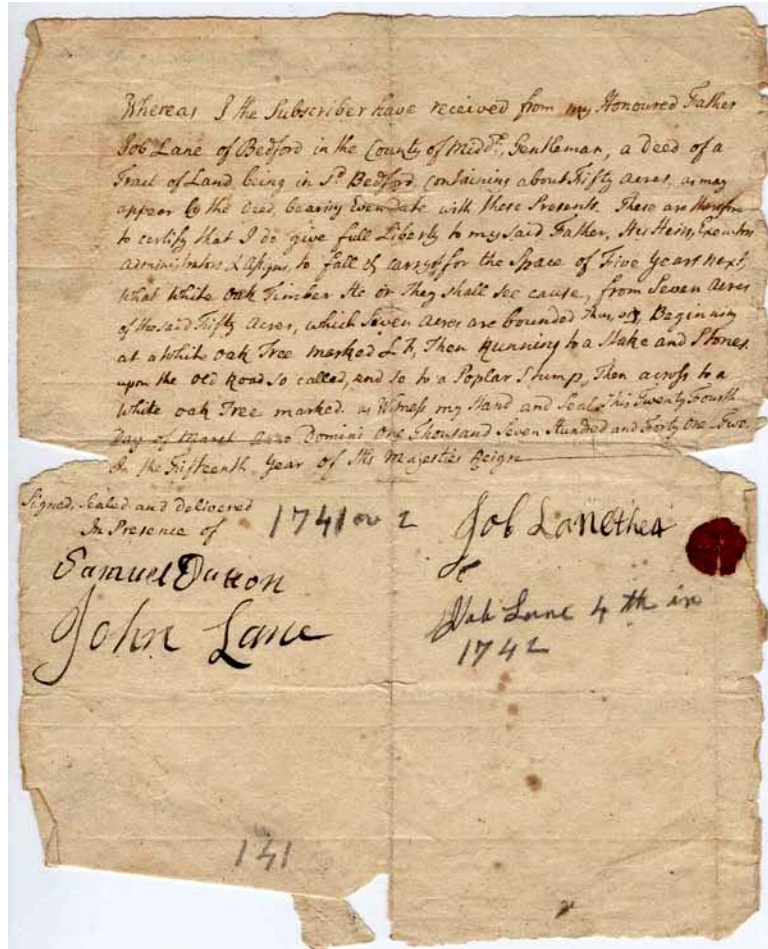 Whereas I the Subscriber have received from my Honoured Father
Job Lane of Bedford in the County of Midd.x, Gentleman, a Deed of a
Tract of Land, being in S.d Bedford, containing about Fifty Acres, as may
appear by the Deed, bearing Even Date with these Presents. These are therefore
to certify that I do give full Liberty to my said Father, His Heirs, Executors
Administrators & Assigns, to fall & carry off for the Space of Five Years next,
what White Oak Timber He or They shall see cause, from Seven Acres
of the said Fifty Acres, which Seven Acres are bounded Thus, Beginning
at a White Oak Tree marked L, Then Running to a Stake and Stones
upon the Old Road so called, and so to a Poplar Stump, Then across to a
White Oak Tree marked. as Witness my Hand and Seal This Twenty Fourth
Day of March Anno Domini One Thousand Seven Hundred and Forty One-Two.
In the Fifteenth Year of His Majesties Reign
Signed, Sealed and Delivered
In Presence of
1741 or 2
Job Lane the 4
Samuel Dutton
John Lane
Job Lane 4th in
1742
141